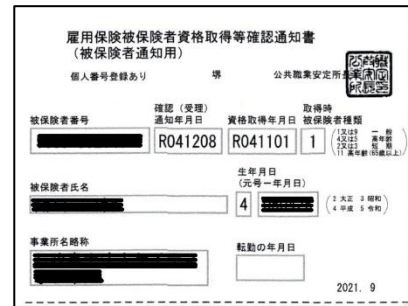 雇用保険被保険者資格取得等確認通知書
(被保険者通知用)
個人番号登録あり 堺 公共職業安定所長
被保険者番号
確認(受理)通知年月日
R041208
資格取得年月日
R041101
取得時被保険者種類
1
(1又は9 一般
4又は5 高年齢
2又は3 短期
11 高年齢(65歳以上))
被保険者氏名
生年月日
(元号-年月日)
4
(2 大正 3 昭和
4 平成 5 令和)
事業所名略称
転勤の年月日
2021. 9